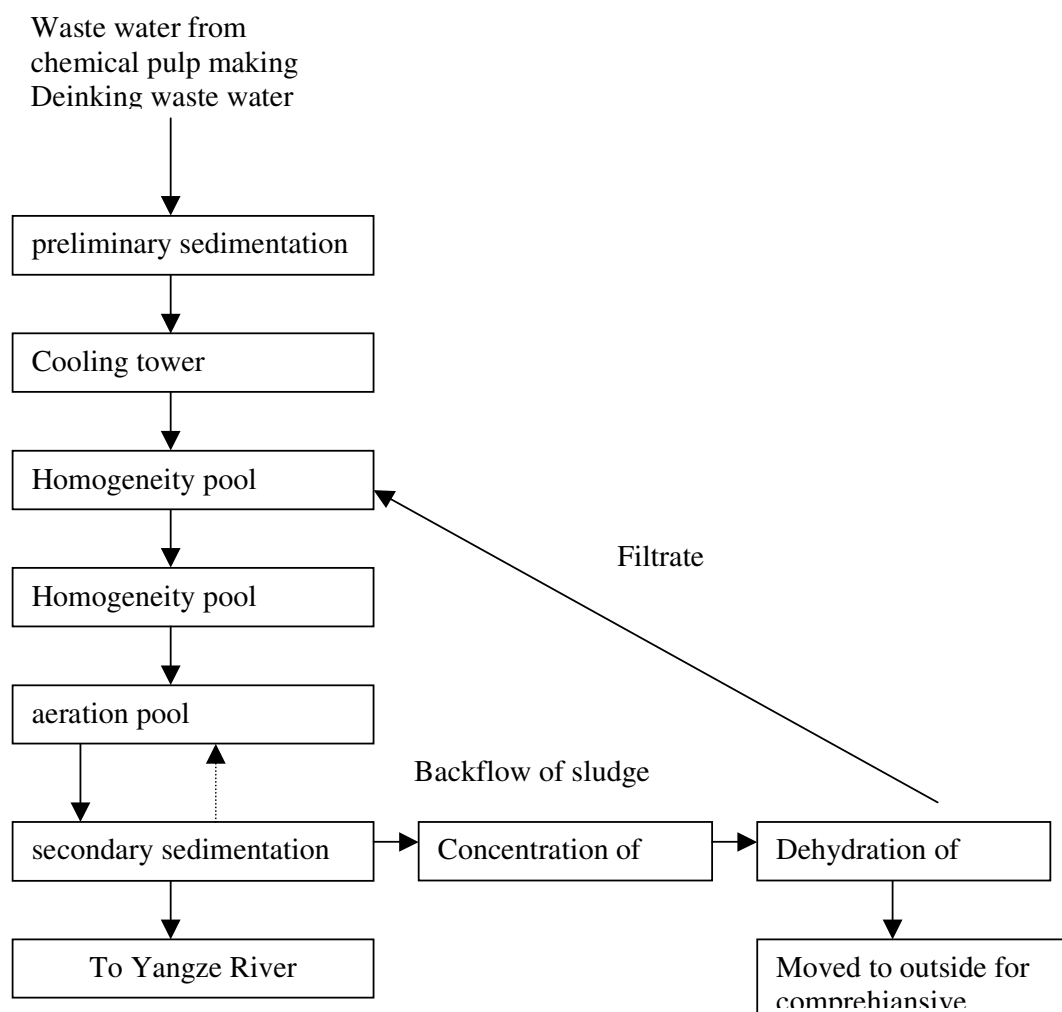 Waste water from
chemical pulp making
Deinking waste water
preliminary sedimentation
Cooling tower
Homogeneity pool
Filtrate
Homogeneity pool
aeration pool
Backflow of sludge
secondary sedimentation
Concentration of
Dehydration of
To Yangze River
Moved to outside for
comprehiansive